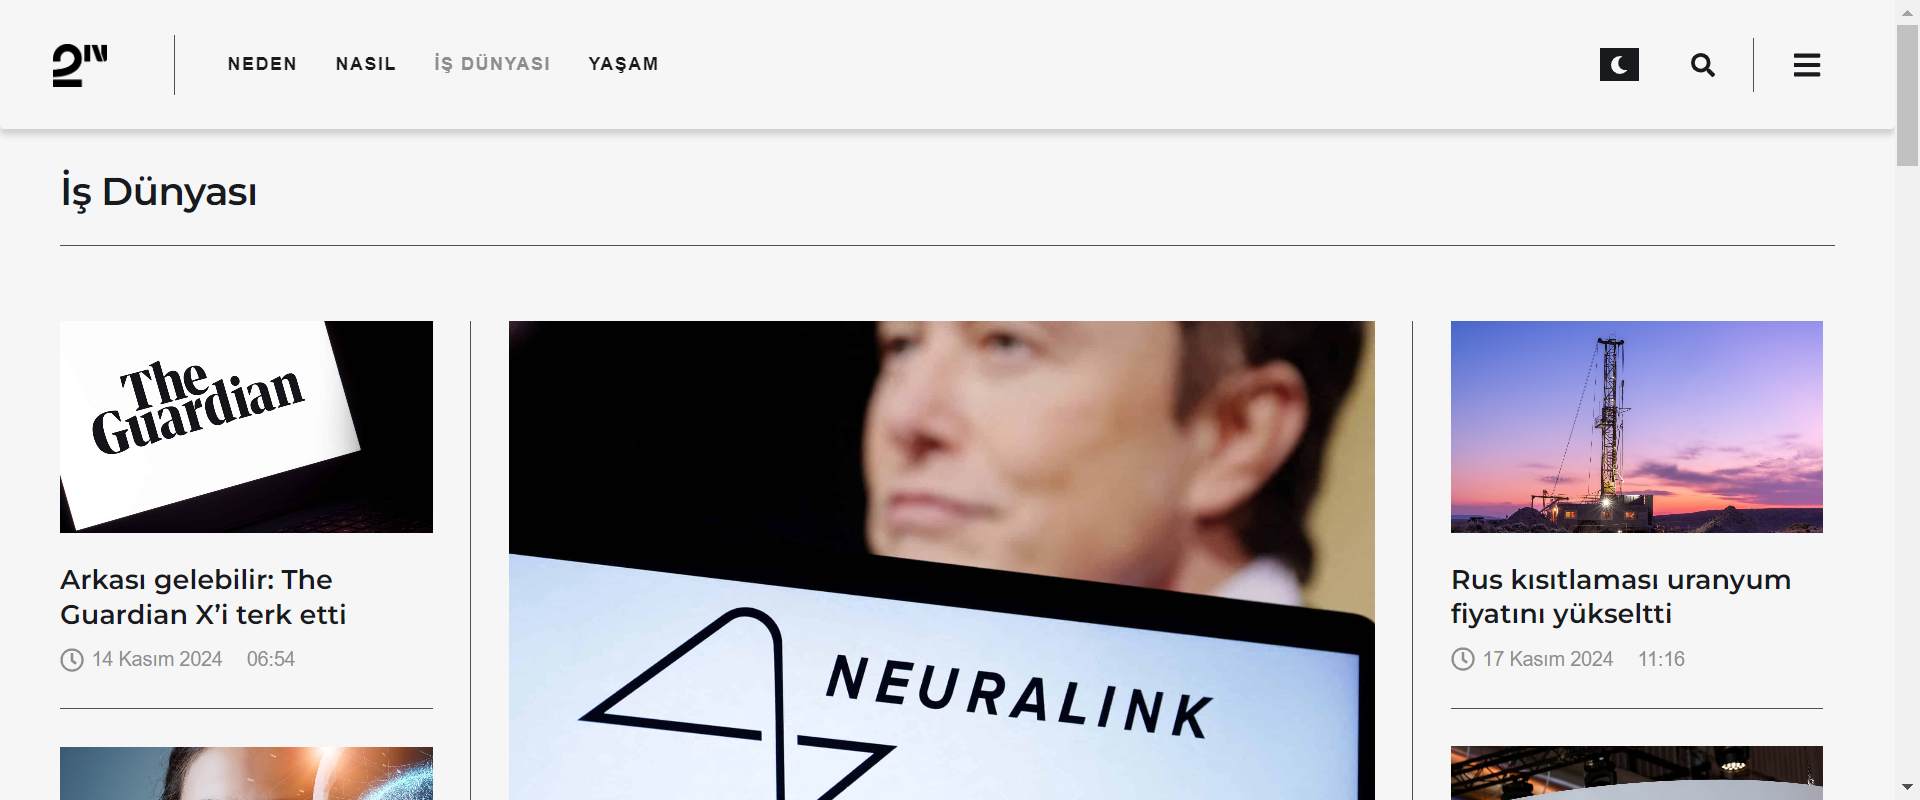 2N
NEDEN
NASIL
İŞ DÜNYASI
YAŞAM
İş Dünyası
The
Guardian
Arkası gelebilir: The
Guardian X’i terk etti
14 Kasım 2024 06:54
NEURALINK
Rus kısıtlaması uranyum
fiyatını yükseltti
17 Kasım 2024 11:16